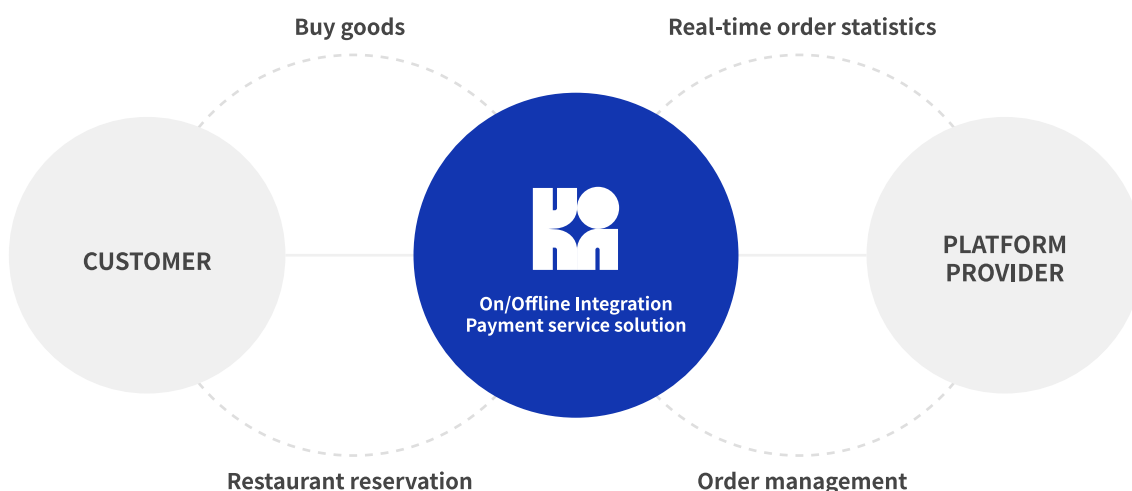 Buy goods
Real-time order statistics
CUSTOMER
On/Offline Integration
Payment service solution
PLATFORM
PROVIDER
Restaurant reservation
Order management